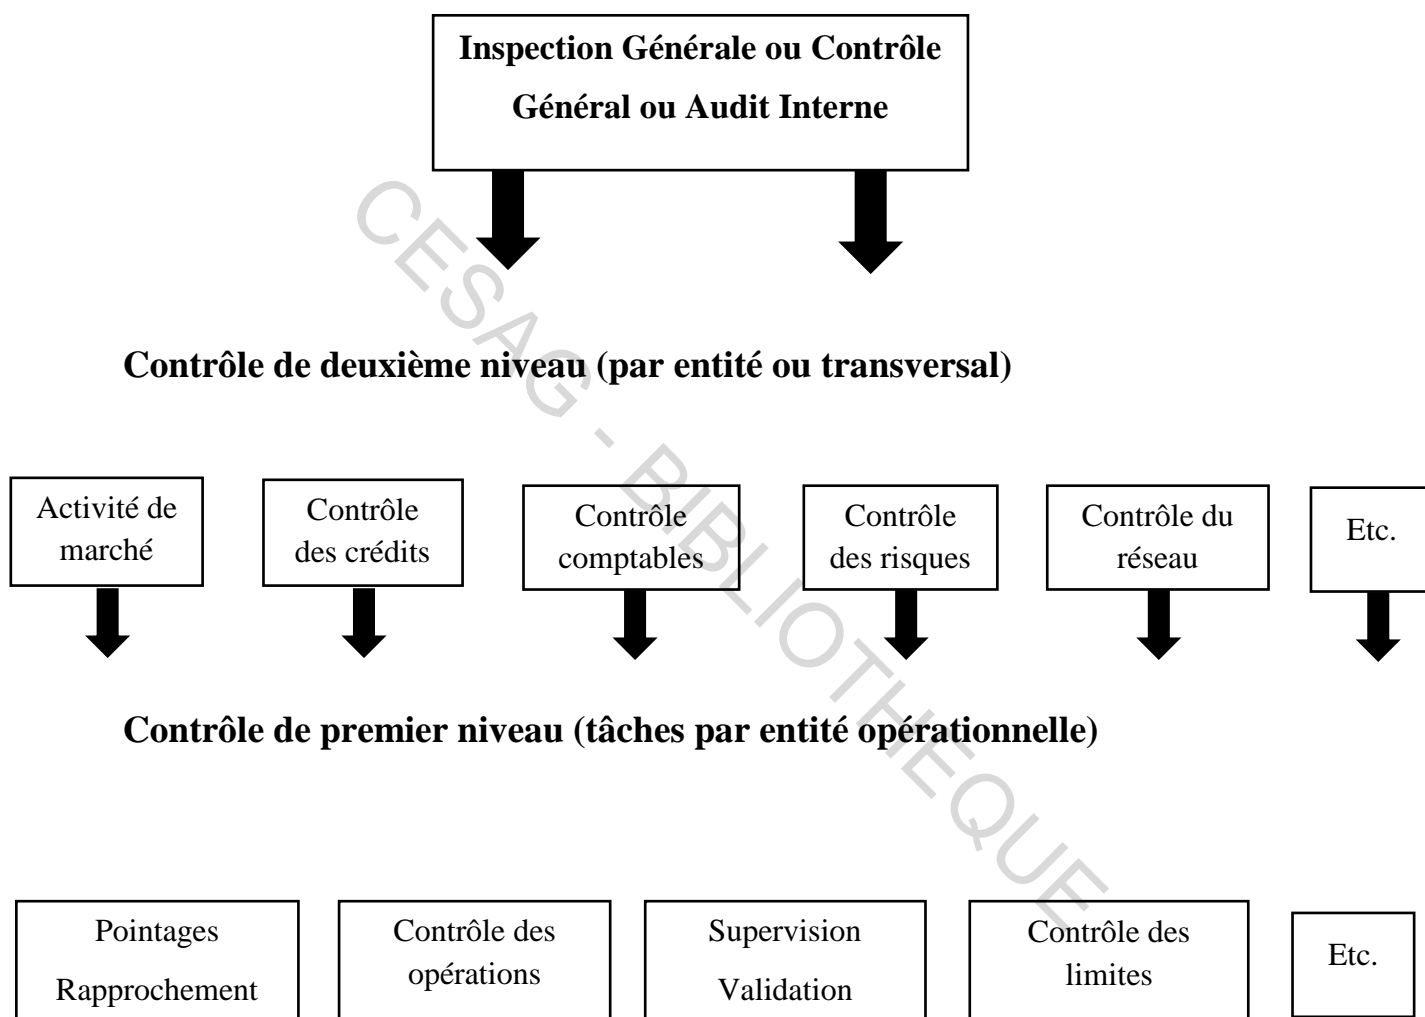 Inspection Générale ou Contrôle
Général ou Audit Interne
Contrôle de deuxième niveau (par entité ou transversal)
Activité de
marché
Contrôle
des crédits
Contrôle
comptables
Contrôle
des risques
Contrôle du
réseau
Etc.
Contrôle de premier niveau (tâches par entité opérationnelle)
Pointages
Rapprochement
Contrôle des
opérations
Supervision
Validation
Contrôle des
limites
Etc.
CESAG - BIBLIOTHEQUE